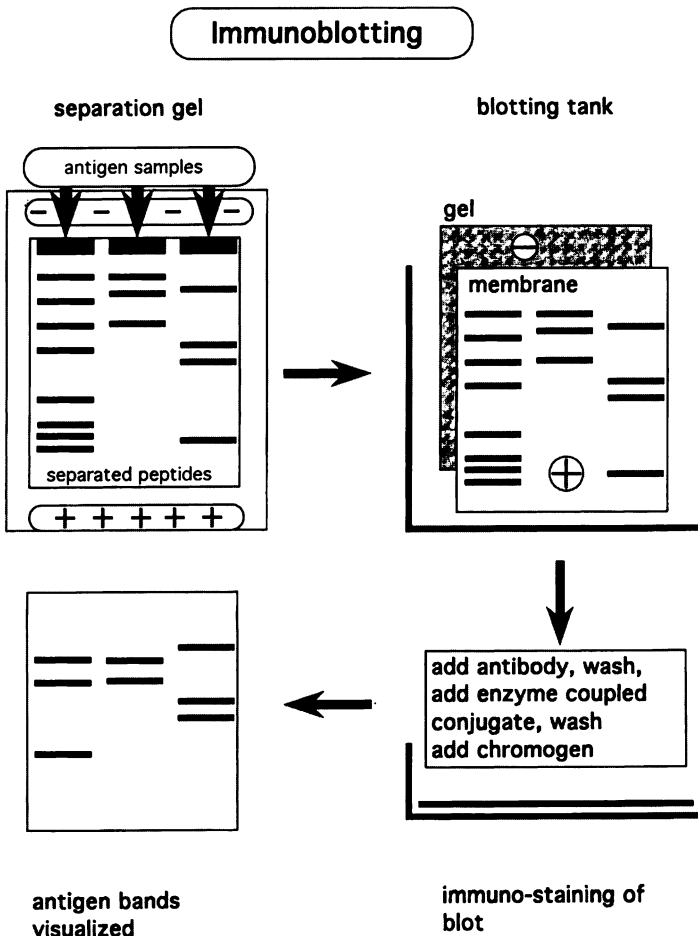 Immunoblotting
separation gel
blotting tank
antigen samples
− − − −
gel
−
membrane
separated peptides
+
+ + + + +
add antibody, wash,
add enzyme coupled
conjugate, wash
add chromogen
antigen bands
visualized
immuno-staining of
blot